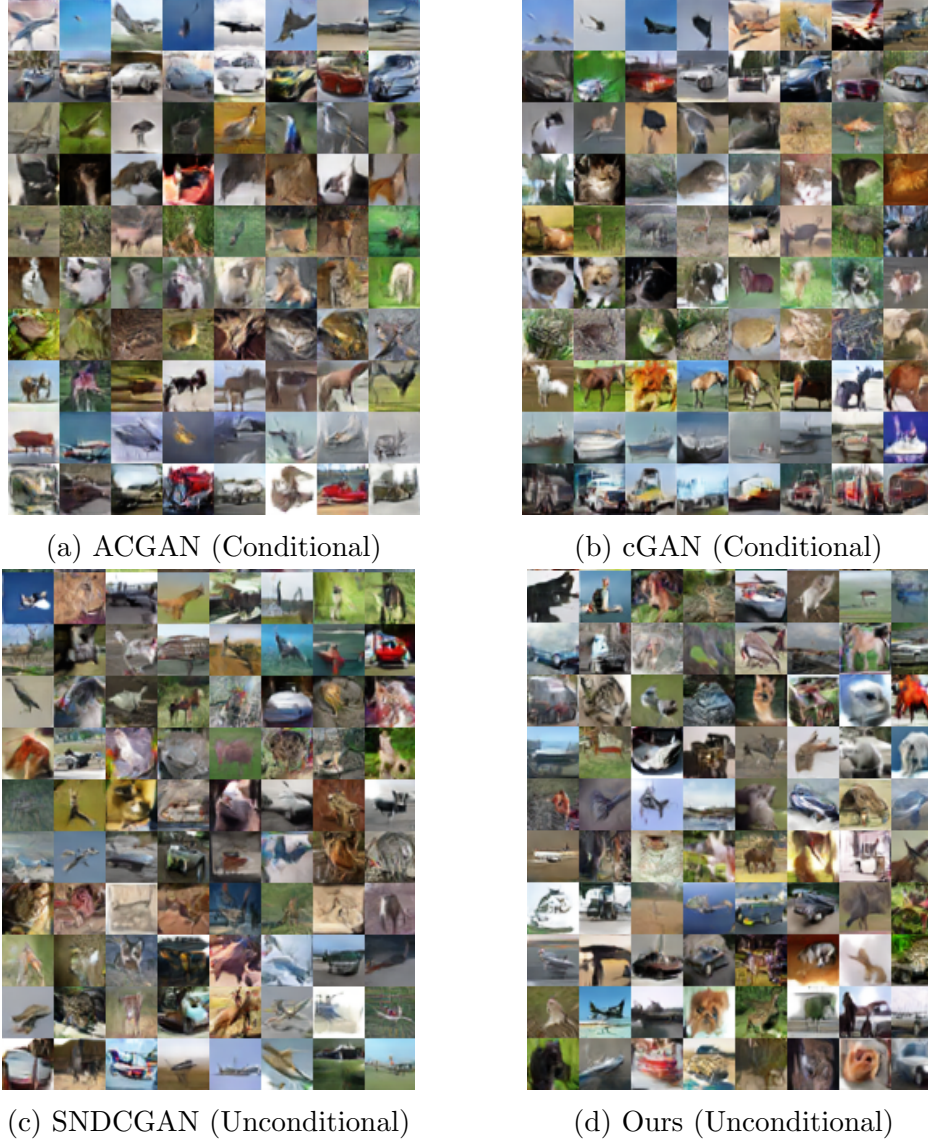 (a) ACGAN (Conditional)
(b) cGAN (Conditional)
(c) SNDCGAN (Unconditional)
(d) Ours (Unconditional)